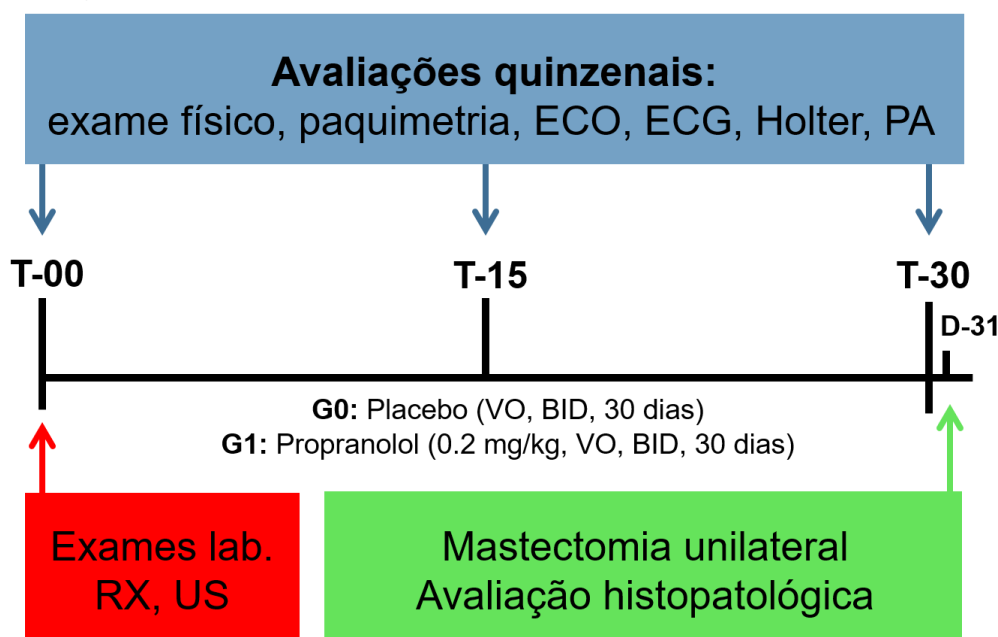 Avaliações quinzenais:
exame físico, paquimetria, ECO, ECG, Holter, PA
T-00
T-15
T-30
D-31
G0: Placebo (VO, BID, 30 dias)
G1: Propranolol (0.2 mg/kg, VO, BID, 30 dias)
Exames lab.
RX, US
Mastectomia unilateral
Avaliação histopatológica